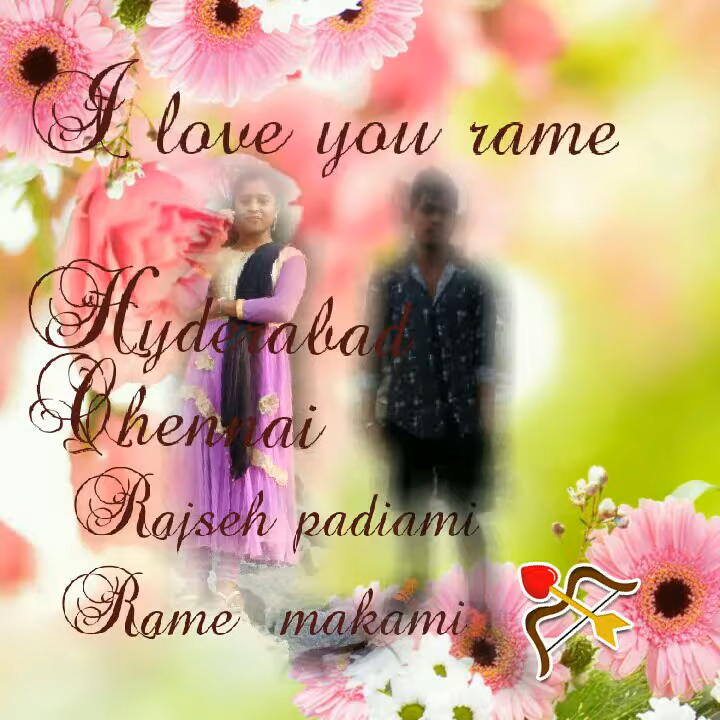 I love you rame
Hyderabad
Chennai
Rajseh padiami
Rame makami